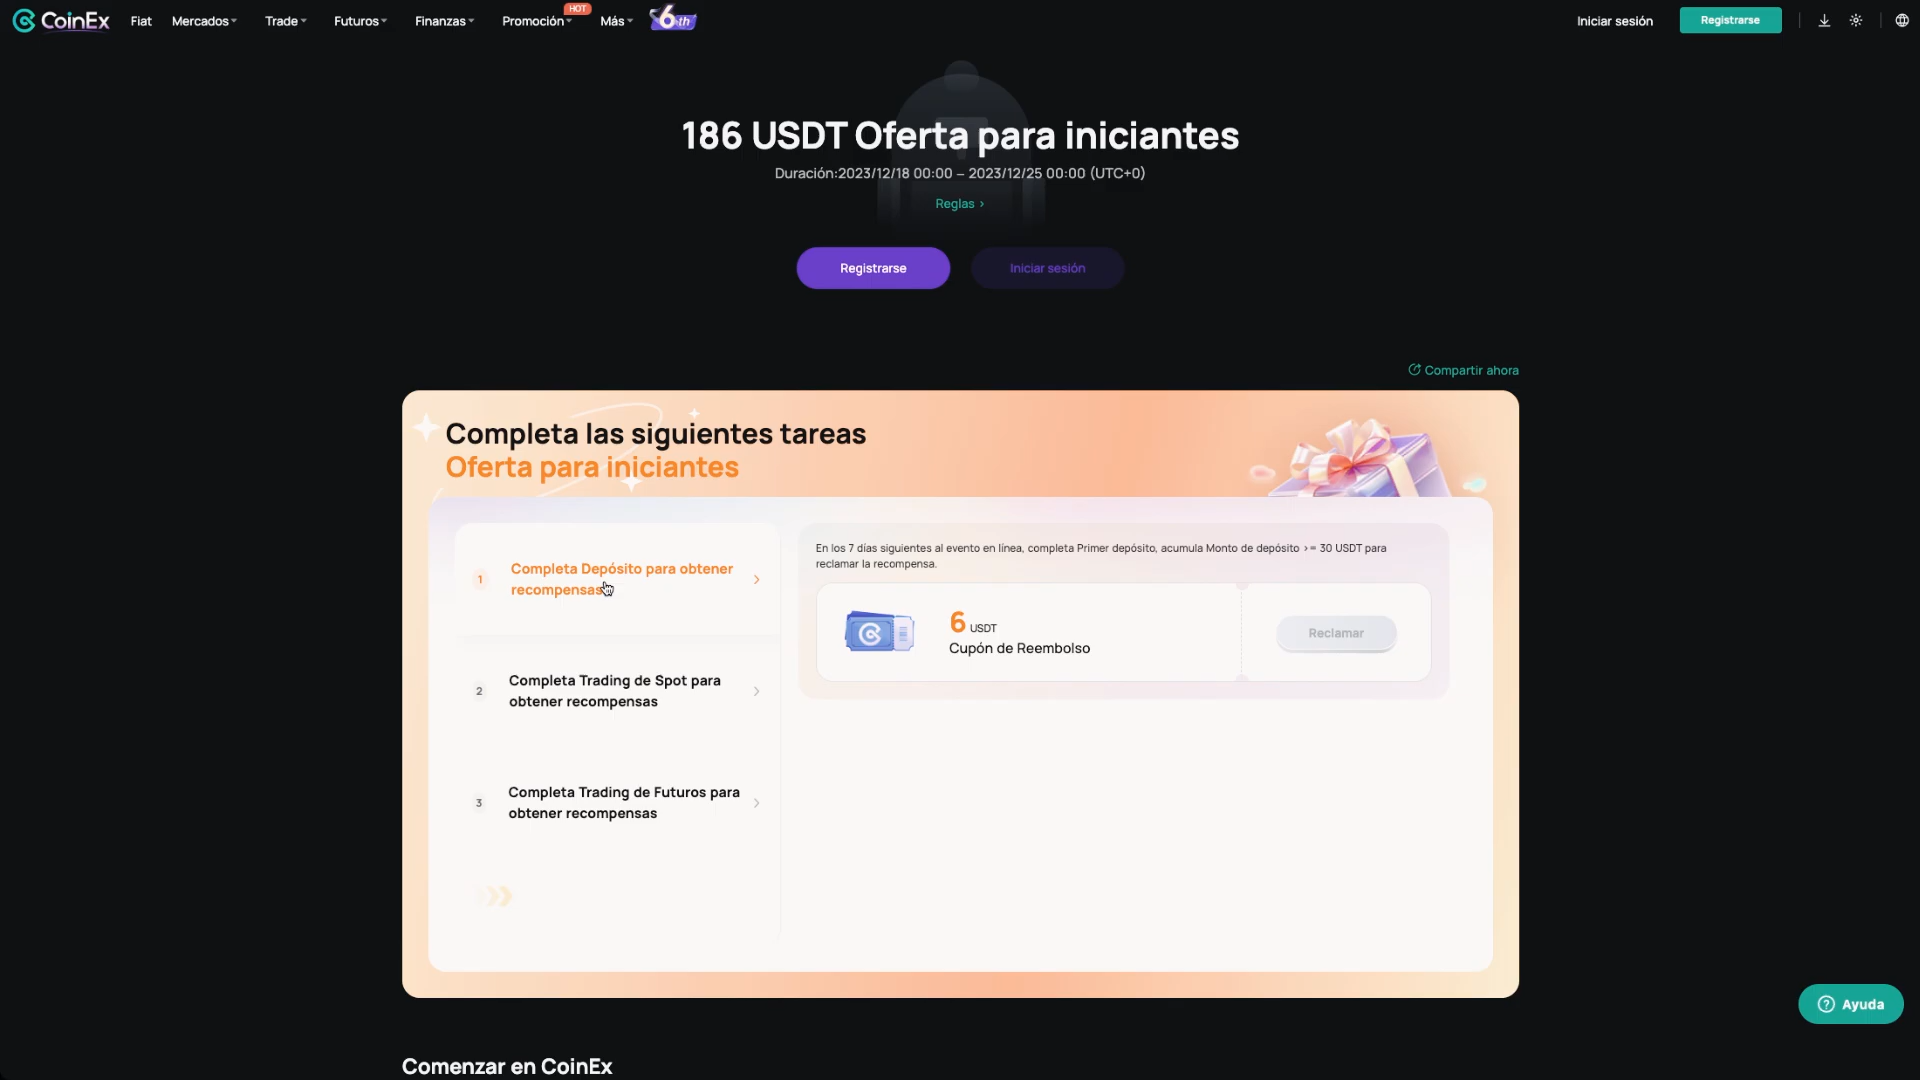 CoinEx
Fiat
Mercados
Trade
Futuros
Finanzas
Promoción
HOT
Más
6th
Iniciar sesión
Registrarse
186 USDT Oferta para iniciantes
Duración:2023/12/18 00:00 – 2023/12/25 00:00 (UTC+0)
Reglas >
Registrarse
Iniciar sesión
Compartir ahora
Completa las siguientes tareas
Oferta para iniciantes
1
Completa Depósito para obtener
recompensas
2
Completa Trading de Spot para
obtener recompensas
3
Completa Trading de Futuros para
obtener recompensas
En los 7 días siguientes al evento en línea, completa Primer depósito, acumula Monto de depósito >= 30 USDT para
reclamar la recompensa.
6 USDT
Cupón de Reembolso
Reclamar
Ayuda
Comenzar en CoinEx